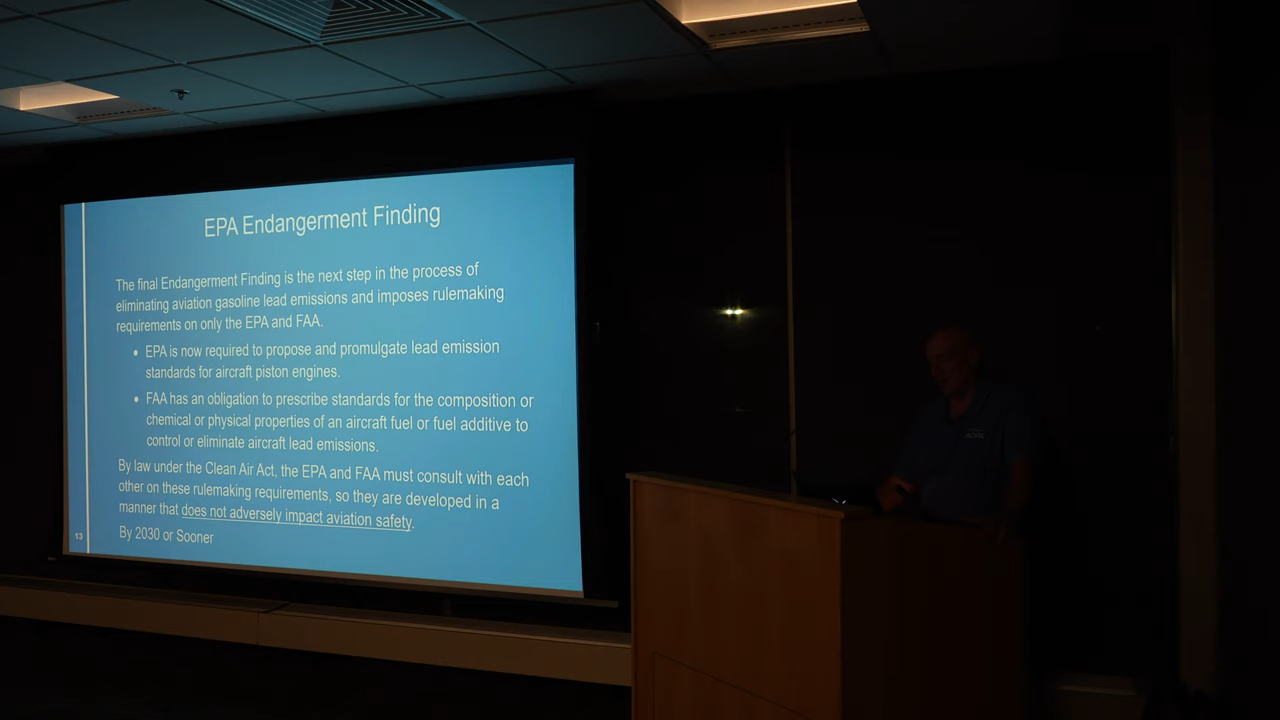 EPA Endangerment Finding
The final Endangerment Finding is the next step in the process of
eliminating aviation gasoline lead emissions and imposes rulemaking
requirements on only the EPA and FAA.
• EPA is now required to propose and promulgate lead emission
standards for aircraft piston engines.
• FAA has an obligation to prescribe standards for the composition or
chemical or physical properties of an aircraft fuel or fuel additive to
control or eliminate aircraft lead emissions.
By law under the Clean Air Act, the EPA and FAA must consult with each
other on these rulemaking requirements, so they are developed in a
manner that does not adversely impact aviation safety.
By 2030 or Sooner
13